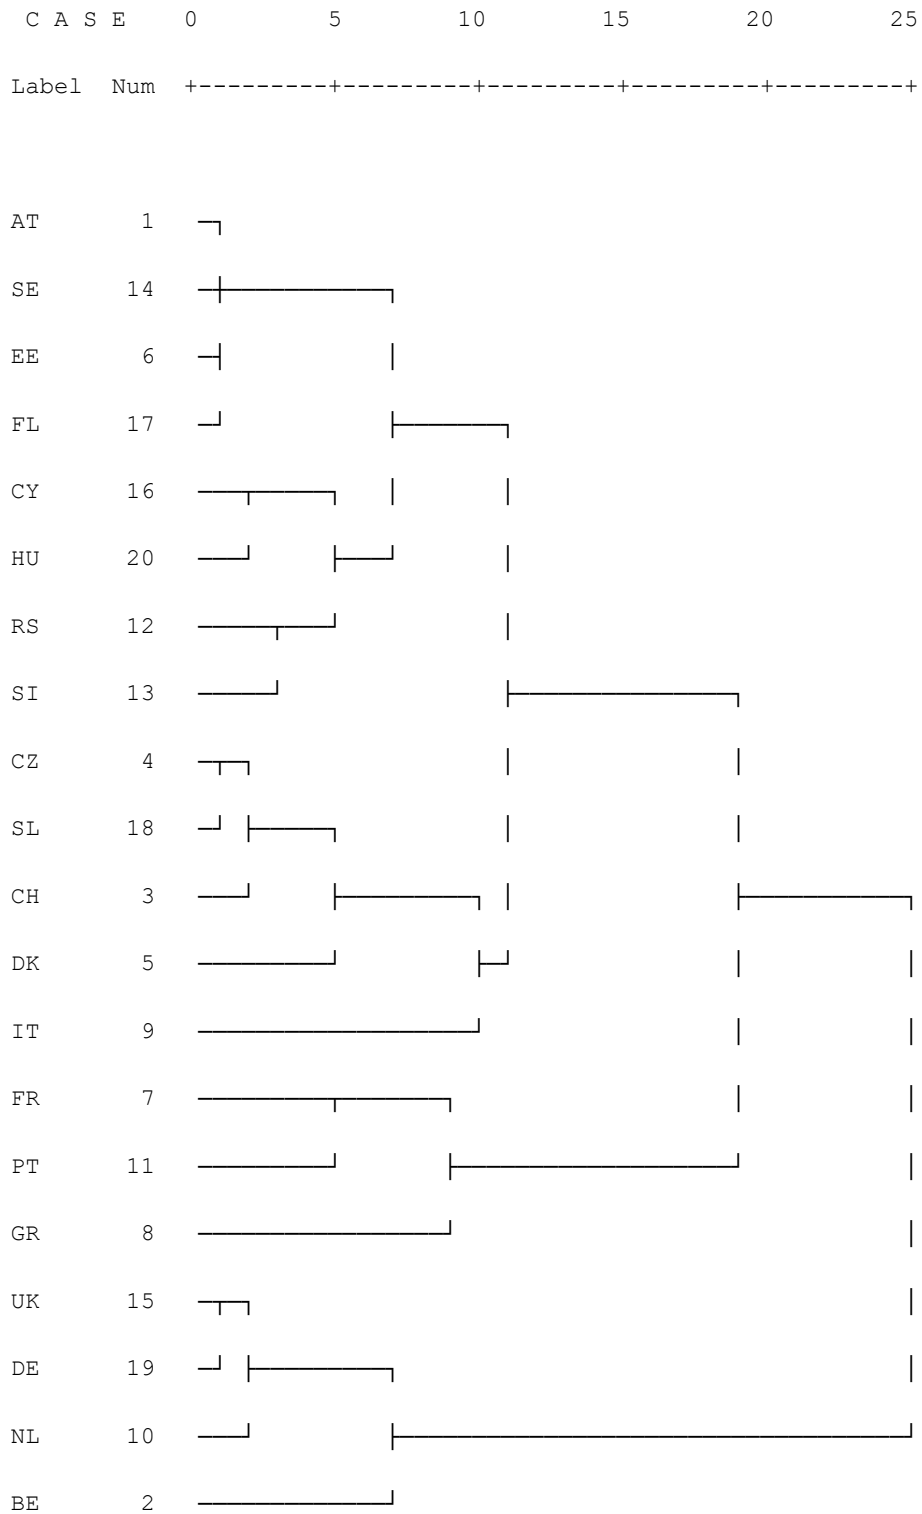 C A S E 0 5 10 15 20 25
Label Num +---------+---------+---------+---------+---------+
AT 1
SE 14
EE 6
FL 17
CY 16
HU 20
RS 12
SI 13
CZ 4
SL 18
CH 3
DK 5
IT 9
FR 7
PT 11
GR 8
UK 15
DE 19
NL 10
BE 2